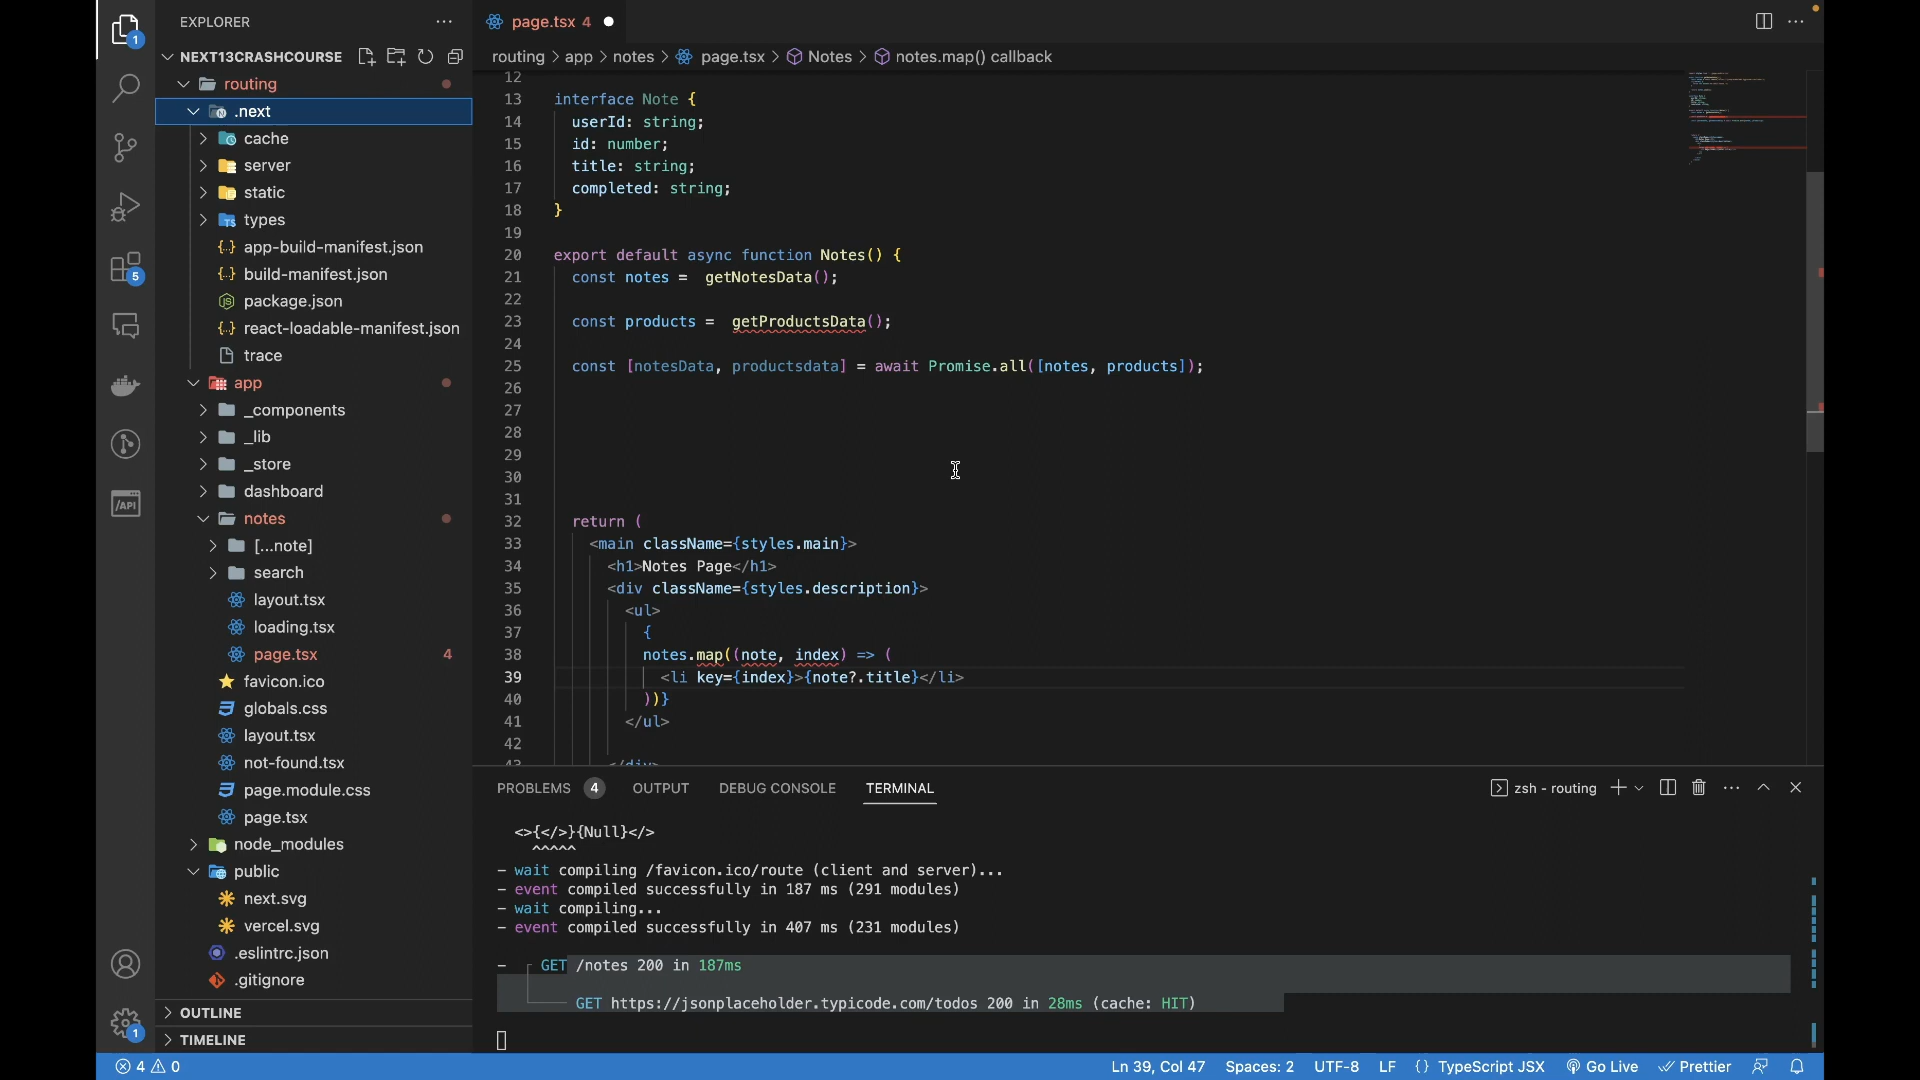 EXPLORER
NEXT13CRASHCOURSE
routing
.next
cache
server
static
types
app-build-manifest.json
build-manifest.json
package.json
react-loadable-manifest.json
trace
app
_components
_lib
_store
dashboard
notes
[...note]
search
layout.tsx
loading.tsx
page.tsx 4
favicon.ico
globals.css
layout.tsx
not-found.tsx
page.module.css
page.tsx
node_modules
public
next.svg
vercel.svg
.eslintrc.json
.gitignore
OUTLINE
TIMELINE
1
5
/API
1
page.tsx 4
routing > app > notes > page.tsx > Notes > notes.map() callback
12
13 interface Note {
14 userId: string;
15 id: number;
16 title: string;
17 completed: string;
18 }
19
20 export default async function Notes() {
21 const notes =  getNotesData();
22
23 const products =  getProductsData();
24
25 const [notesData, productsdata] = await Promise.all([notes, products]);
26
27
28
29
30
31
32 return (
33 <main className={styles.main}>
34 <h1>Notes Page</h1>
35 <div className={styles.description}>
36 <ul>
37 {
38 notes.map((note, index) => (
39 <li key={index}>{note?.title}</li>
40 ))}
41 </ul>
42
43 </div>
PROBLEMS 4 OUTPUT DEBUG CONSOLE TERMINAL
zsh - routing
<>{</>}{Null}</>
^^^^^
- wait compiling /favicon.ico/route (client and server)...
- event compiled successfully in 187 ms (291 modules)
- wait compiling...
- event compiled successfully in 407 ms (231 modules)
- GET /notes 200 in 187ms
GET https://jsonplaceholder.typicode.com/todos 200 in 28ms (cache: HIT)
4 0 Ln 39, Col 47 Spaces: 2 UTF-8 LF {} TypeScript JSX Go Live Prettier